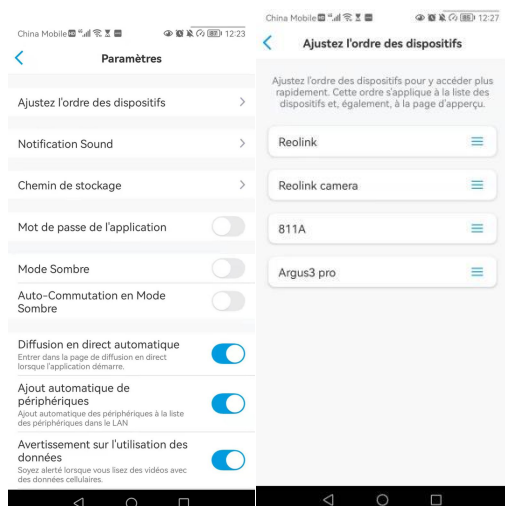 China Mobile 12:23
Paramètres
Ajustez l'ordre des dispositifs
Notification Sound
Chemin de stockage
Mot de passe de l'application
Mode Sombre
Auto-Commutation en Mode
Sombre
Diffusion en direct automatique
Entrer dans la page de diffusion en direct
lorsque l'application démarre.
Ajout automatique de
périphériques
Ajout automatique des périphériques à la liste
des périphériques dans le LAN
Avertissement sur l'utilisation des
données
Soyez alerté lorsque vous lisez des vidéos avec
des données cellulaires.
China Mobile 12:27
Ajustez l'ordre des dispositifs
Ajustez l'ordre des dispositifs pour y accéder plus
rapidement. Cette ordre s'applique à la liste des
dispositifs et, également, à la page d'apperçu.
Reolink
Reolink camera
811A
Argus3 pro